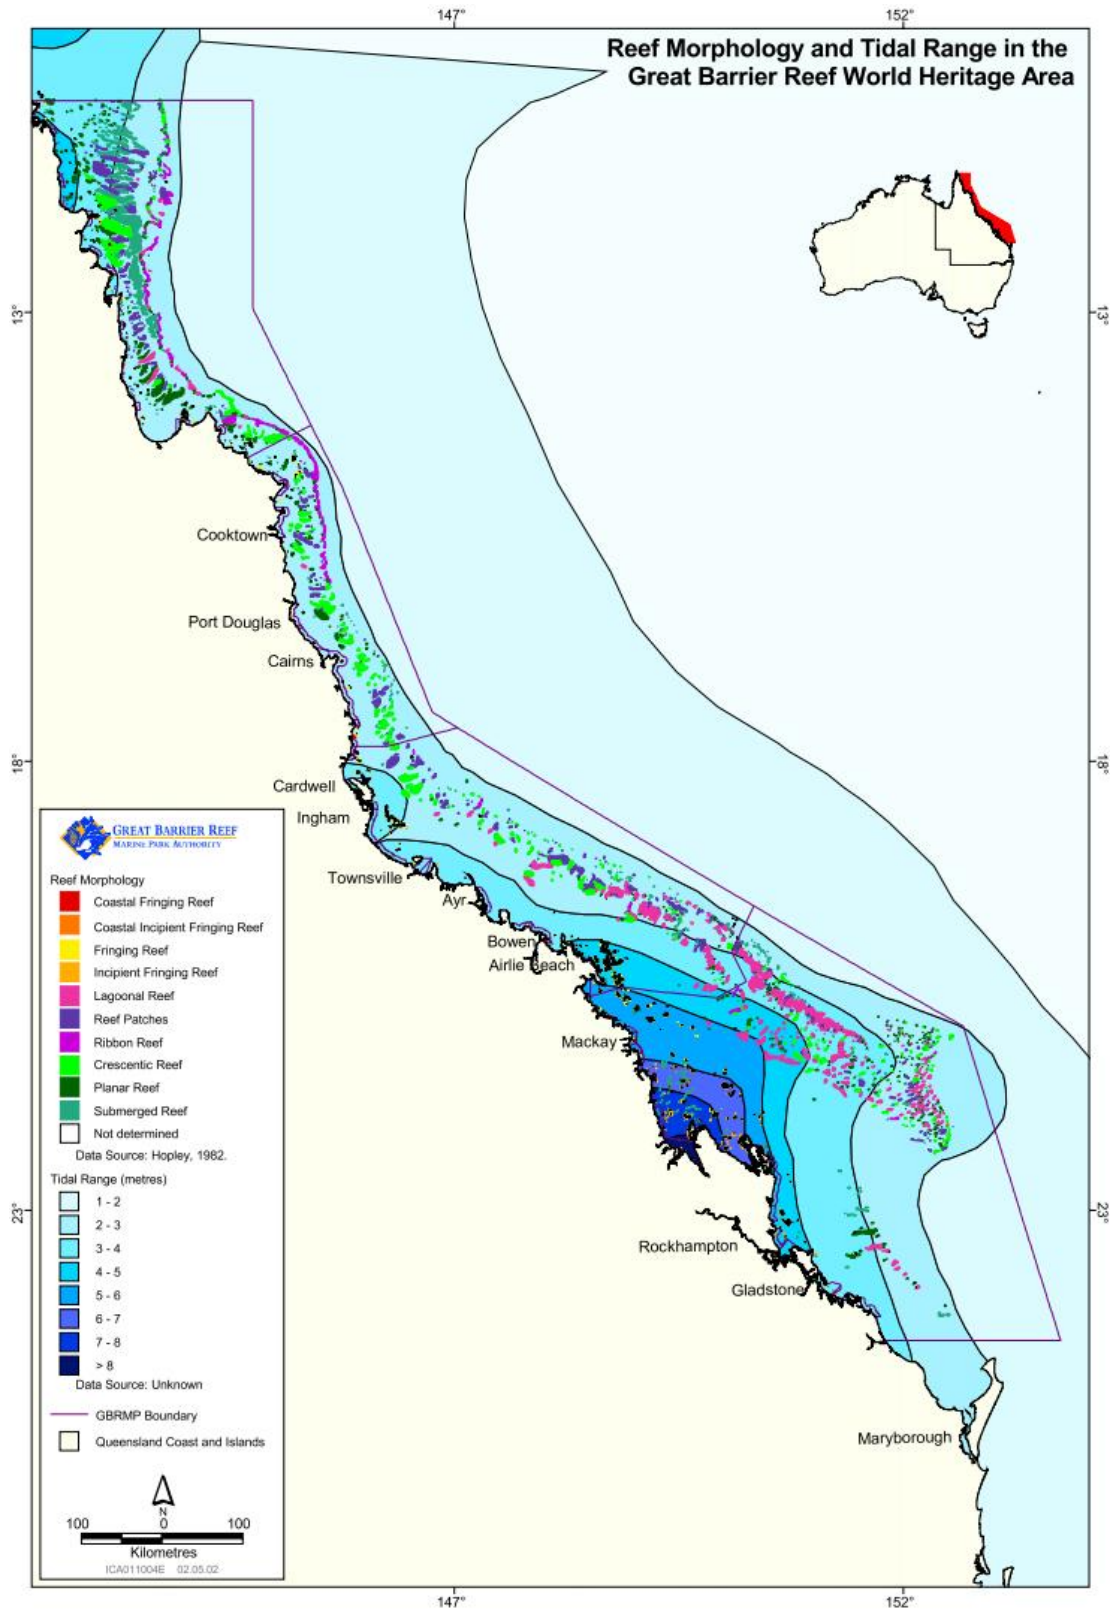 147°
152°
Reef Morphology and Tidal Range in the
Great Barrier Reef World Heritage Area
13°
13°
Cooktown
Port Douglas
Cairns
18°
18°
Cardwell
Ingham
Townsville
Ayr
Bowen
Airlie Beach
Mackay
23°
23°
Rockhampton
Gladstone
Maryborough
GREAT BARRIER REEF
MARINE PARK AUTHORITY
Reef Morphology
Coastal Fringing Reef
Coastal Incipient Fringing Reef
Fringing Reef
Incipient Fringing Reef
Lagoonal Reef
Reef Patches
Ribbon Reef
Crescentic Reef
Planar Reef
Submerged Reef
Not determined
Data Source: Hopley, 1982.
Tidal Range (metres)
1 - 2
2 - 3
3 - 4
4 - 5
5 - 6
6 - 7
7 - 8
> 8
Data Source: Unknown
GBRMP Boundary
Queensland Coast and Islands
N
100 0 100
Kilometres
ICA011004E 02.05.02
147°
152°